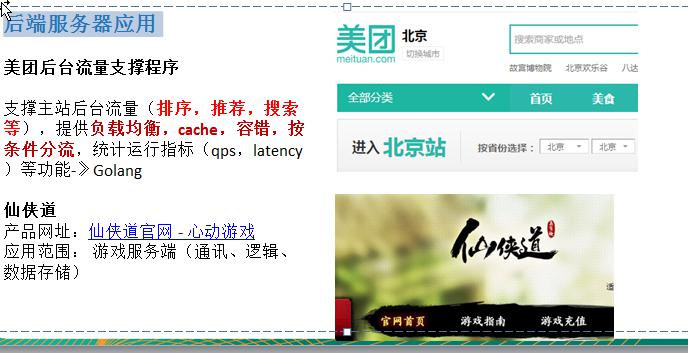 后端服务器应用
美团后台流量支撑程序
支撑主站后台流量（排序，推荐，搜索
等），提供负载均衡，cache，容错，按
条件分流，统计运行指标（qps，latency
）等功能-》Golang
仙侠道
产品网址：仙侠道官网 - 心动游戏
应用范围： 游戏服务端（通讯、逻辑、
数据存储）
美团
meituan.com
北京
切换城市
搜索商家或地点
故宫博物院 北京欢乐谷 八达
全部分类 首页 美食
进入北京站 按省份选择： 北京 北京
仙侠道
官网首页 游戏指南 游戏充值